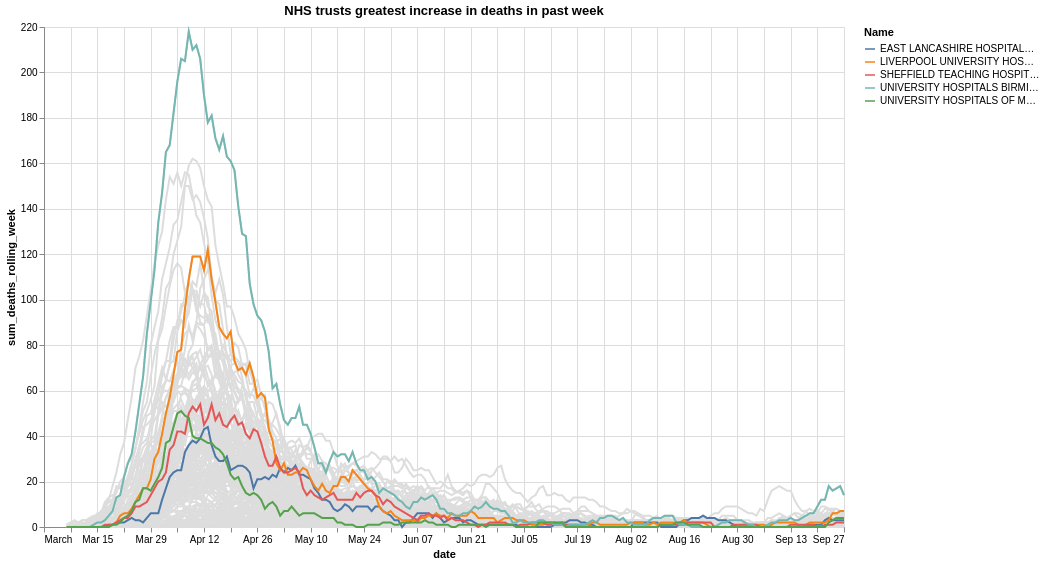 NHS trusts greatest increase in deaths in past week
Name
EAST LANCASHIRE HOSPITAL…
LIVERPOOL UNIVERSITY HOS…
SHEFFIELD TEACHING HOSPIT…
UNIVERSITY HOSPITALS BIRMI…
UNIVERSITY HOSPITALS OF M…
sum_deaths_rolling_week
220
200
180
160
140
120
100
80
60
40
20
0
March Mar 15 Mar 29 Apr 12 Apr 26 May 10 May 24 Jun 07 Jun 21 Jul 05 Jul 19 Aug 02 Aug 16 Aug 30 Sep 13 Sep 27
date